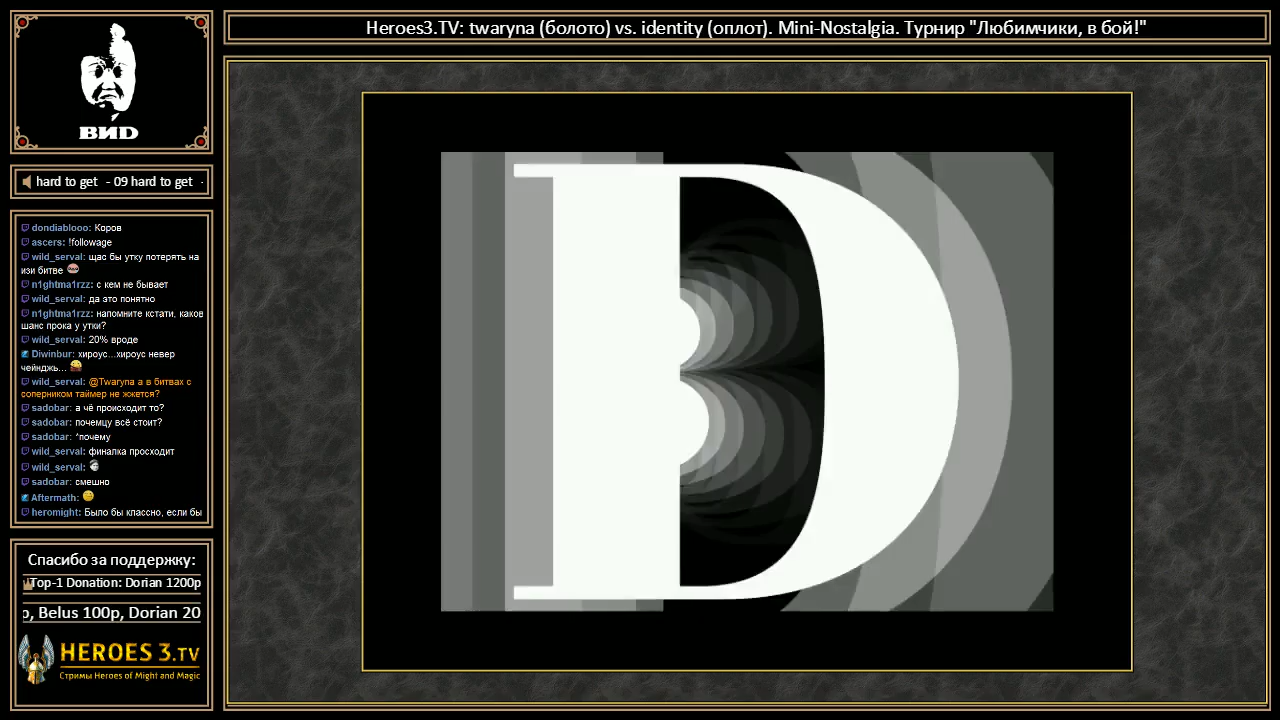 Heroes3.TV: twaryna (болото) vs. identity (оплот). Mini-Nostalgia. Турнир "Любимчики, в бой!"
ВИD
hard to get - 09 hard to get -
dondiablooo: Коров
ascers: !followage
wild_serval: щас бы утку потерять на
изи битве
n1ghtma1rzz: с кем не бывает
wild_serval: да это понятно
n1ghtma1rzz: напомните кстати, каков
шанс прока у утки?
wild_serval: 20% вроде
Diwinbur: хироус...хироус невер
чейнджь...
wild_serval: @Twaryna а в битвах с
соперником таймер не жжется?
sadobar: а чё происходит то?
sadobar: почемцу всё стоит?
sadobar: *почему
wild_serval: финалка просходит
wild_serval:
sadobar: смешно
Aftermath:
heromight: Было бы классно, если бы
Спасибо за поддержку:
Top-1 Donation: Dorian 1200р
р, Belus 100р, Dorian 20
HEROES 3.TV
Стримы Heroes of Might and Magic
D